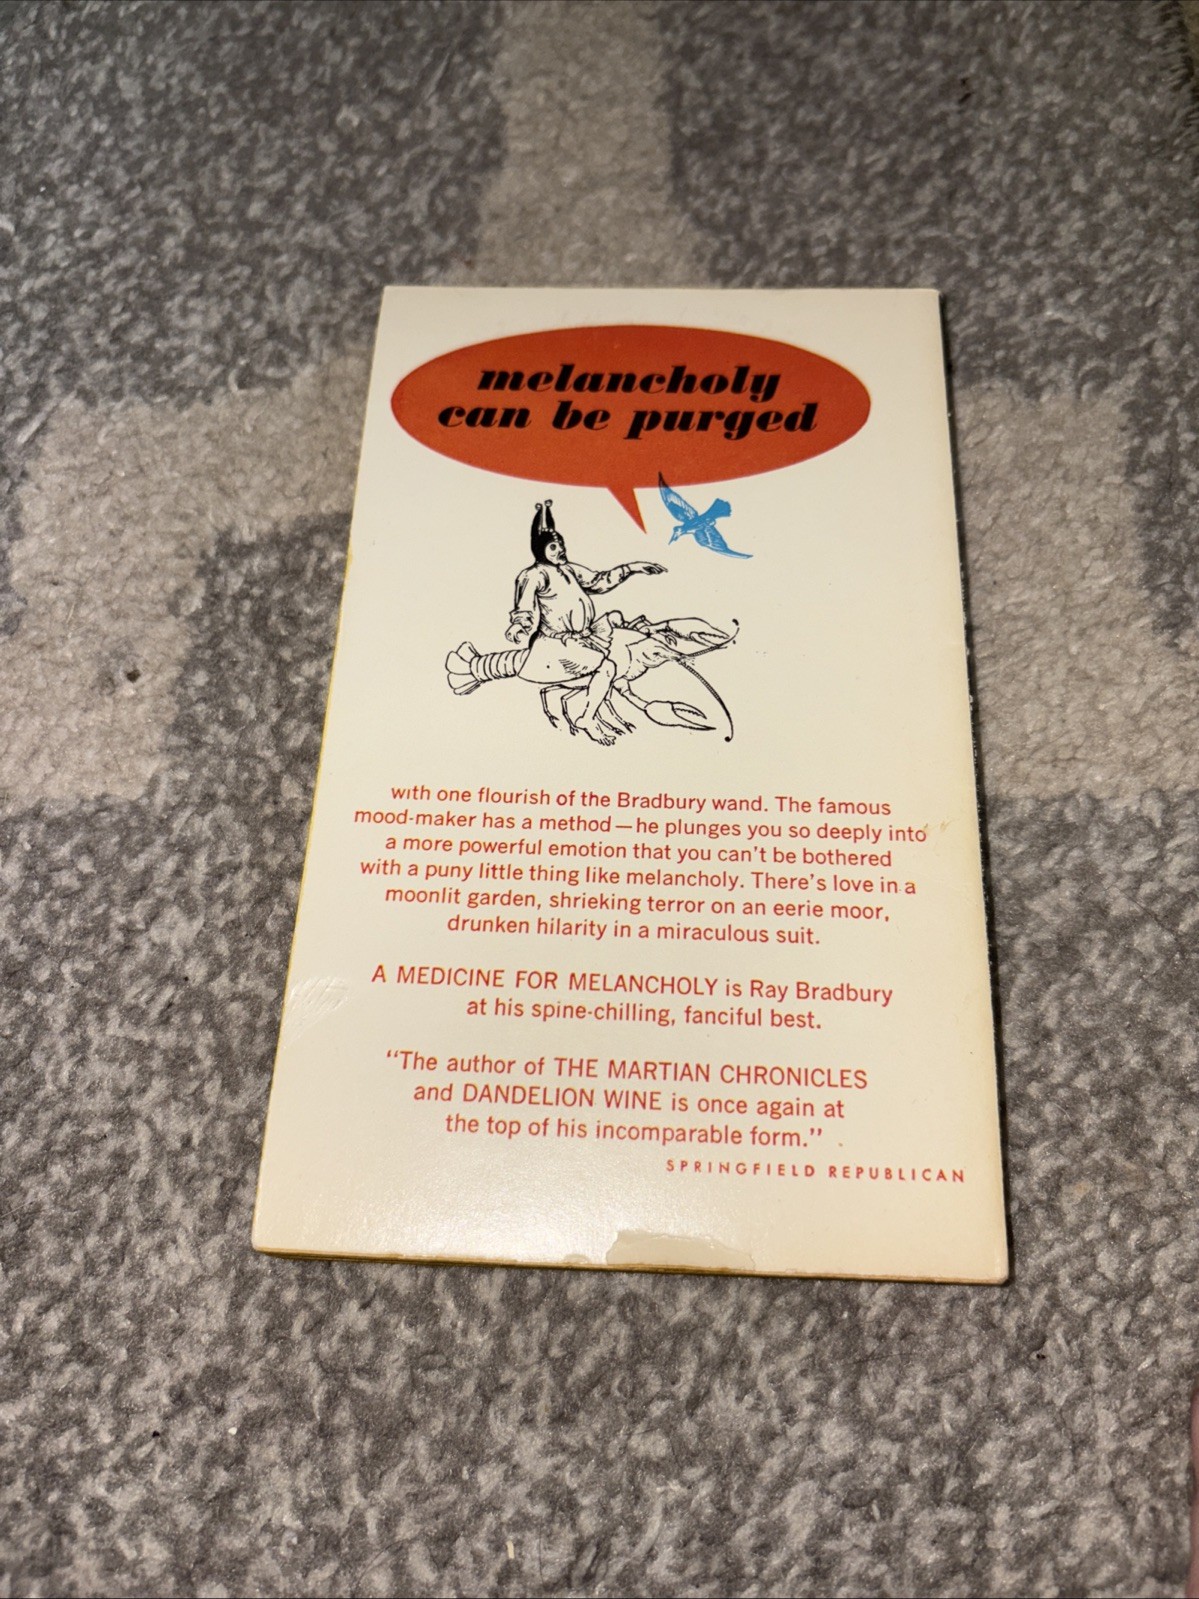 melancholy
can be purged
with one flourish of the Bradbury wand. The famous
mood-maker has a method—he plunges you so deeply into
a more powerful emotion that you can't be bothered
with a puny little thing like melancholy. There's love in a
moonlit garden, shrieking terror on an eerie moor,
drunken hilarity in a miraculous suit.
A MEDICINE FOR MELANCHOLY is Ray Bradbury
at his spine-chilling, fanciful best.
"The author of THE MARTIAN CHRONICLES
and DANDELION WINE is once again at
the top of his incomparable form."
SPRINGFIELD REPUBLICAN